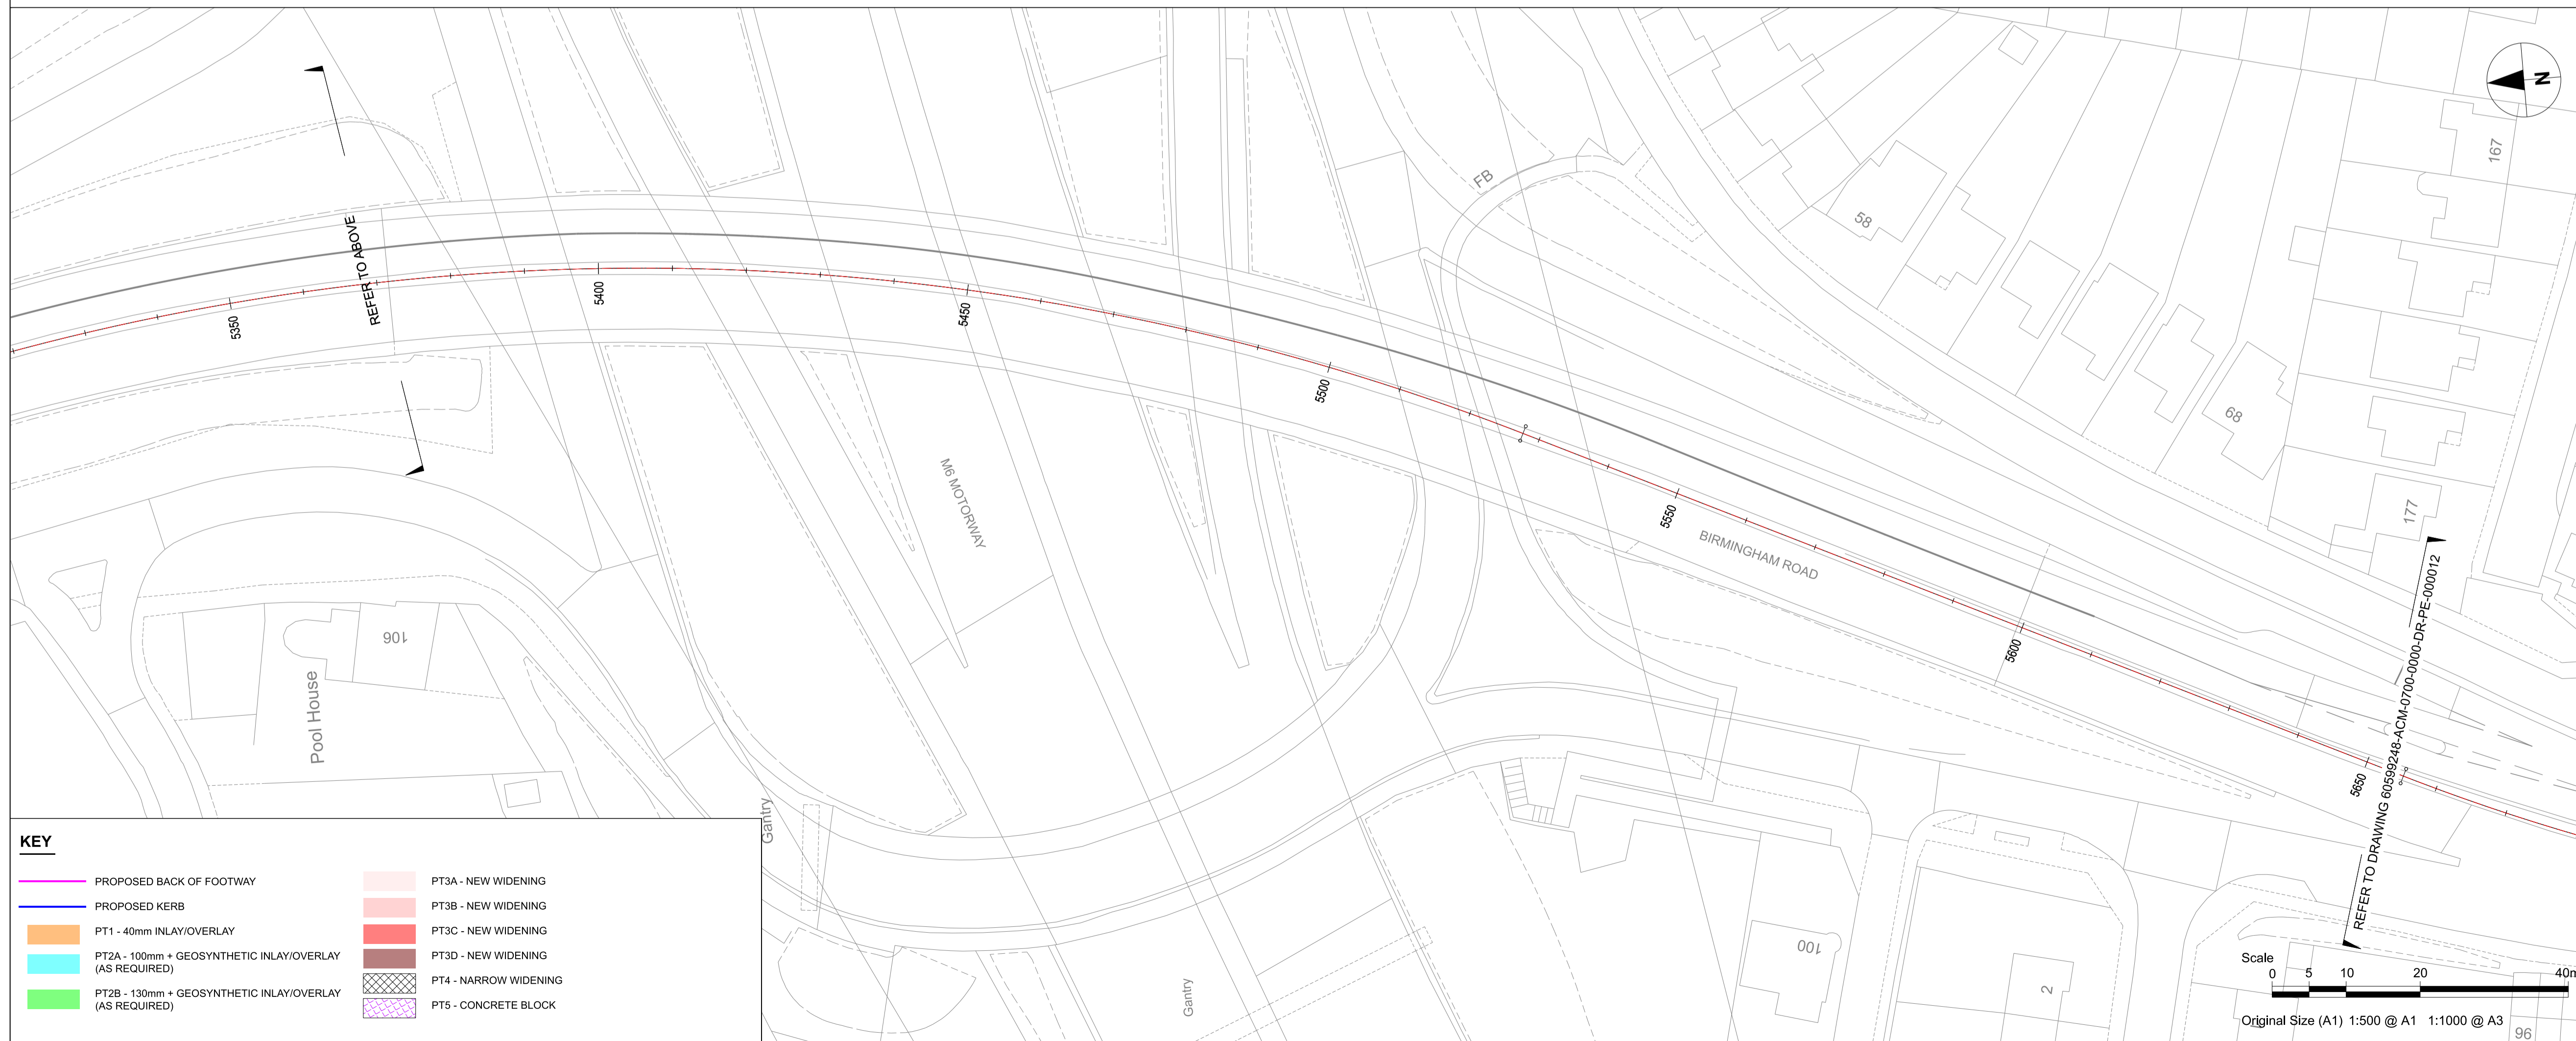 N
167
FB
58
REFER TO ABOVE
5350
5400
5450
5500
5550
5600
5650
68
177
M6 MOTORWAY
BIRMINGHAM ROAD
REFER TO DRAWING 60599248-ACM-0700-0000-DR-PE-000012
106
Pool House
Gantry
Gantry
100
2
96
KEY
PROPOSED BACK OF FOOTWAY
PROPOSED KERB
PT1 - 40mm INLAY/OVERLAY
PT2A - 100mm + GEOSYNTHETIC INLAY/OVERLAY
(AS REQUIRED)
PT2B - 130mm + GEOSYNTHETIC INLAY/OVERLAY
(AS REQUIRED)
PT3A - NEW WIDENING
PT3B - NEW WIDENING
PT3C - NEW WIDENING
PT3D - NEW WIDENING
PT4 - NARROW WIDENING
PT5 - CONCRETE BLOCK
Scale
0 5 10 20 40m
Original Size (A1) 1:500 @ A1 1:1000 @ A3